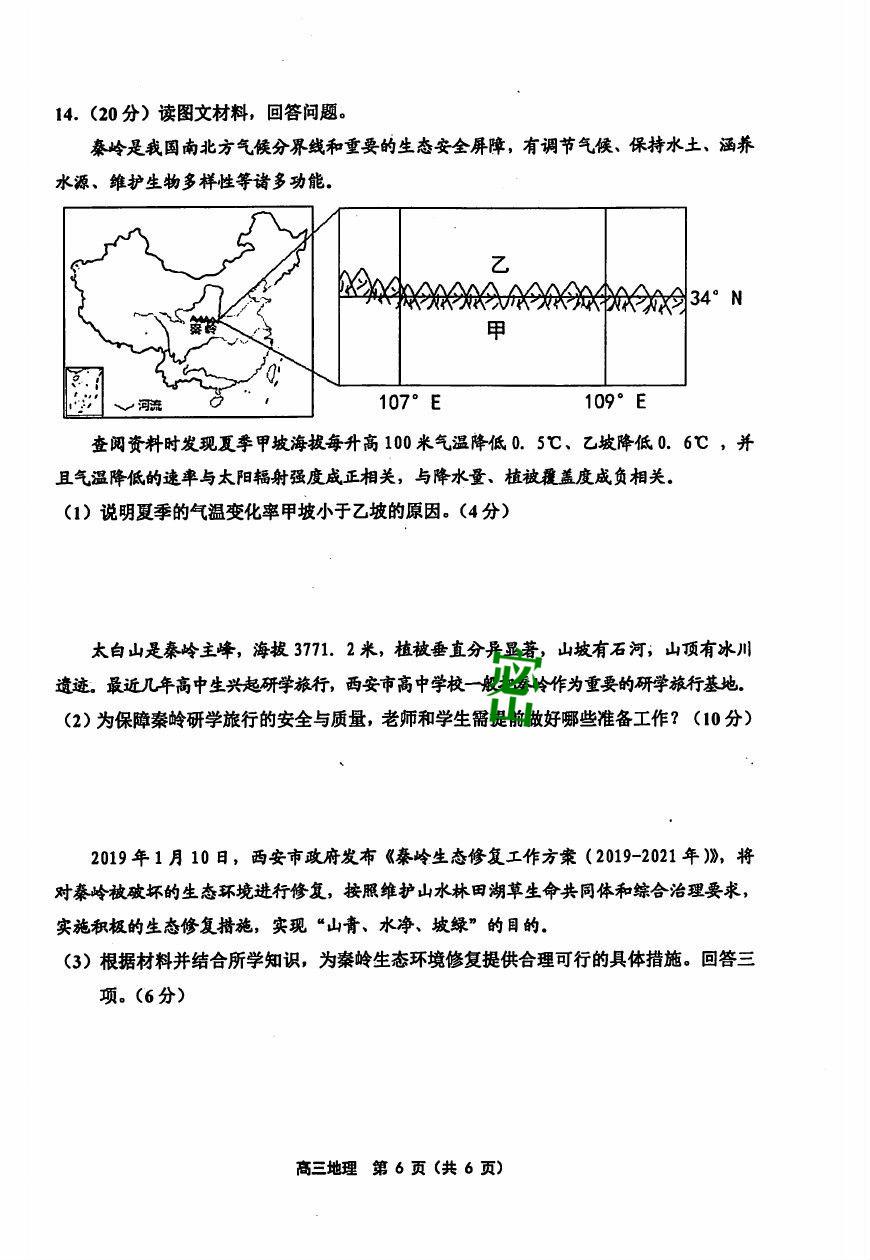 14.（20分）读图文材料，回答问题。
秦岭是我国南北方气候分界线和重要的生态安全屏障，有调节气候、保持水土、涵养
水源、维护生物多样性等诸多功能。
秦岭
河流
乙
甲
34° N
107° E
109° E
查阅资料时发现夏季甲坡海拔每升高100米气温降低0．5℃、乙坡降低0．6℃，并
且气温降低的速率与太阳辐射强度成正相关，与降水量、植被覆盖度成负相关。
（1）说明夏季的气温变化率甲坡小于乙坡的原因。（4分）
太白山是秦岭主峰，海拔3771．2米，植被垂直分异显著，山坡有石河，山顶有冰川
遗迹。最近几年高中生兴起研学旅行，西安市高中学校一般把秦岭作为重要的研学旅行基地。
密
（2）为保障秦岭研学旅行的安全与质量，老师和学生需提前做好哪些准备工作？（10分）
2019年1月10日，西安市政府发布《秦岭生态修复工作方案（2019-2021年）》，将
对秦岭被破坏的生态环境进行修复，按照维护山水林田湖草生命共同体和综合治理要求，
实施积极的生态修复措施，实现“山青、水净、坡绿”的目的。
（3）根据材料并结合所学知识，为秦岭生态环境修复提供合理可行的具体措施。回答三
项。（6分）
高三地理 第 6 页（共 6 页）